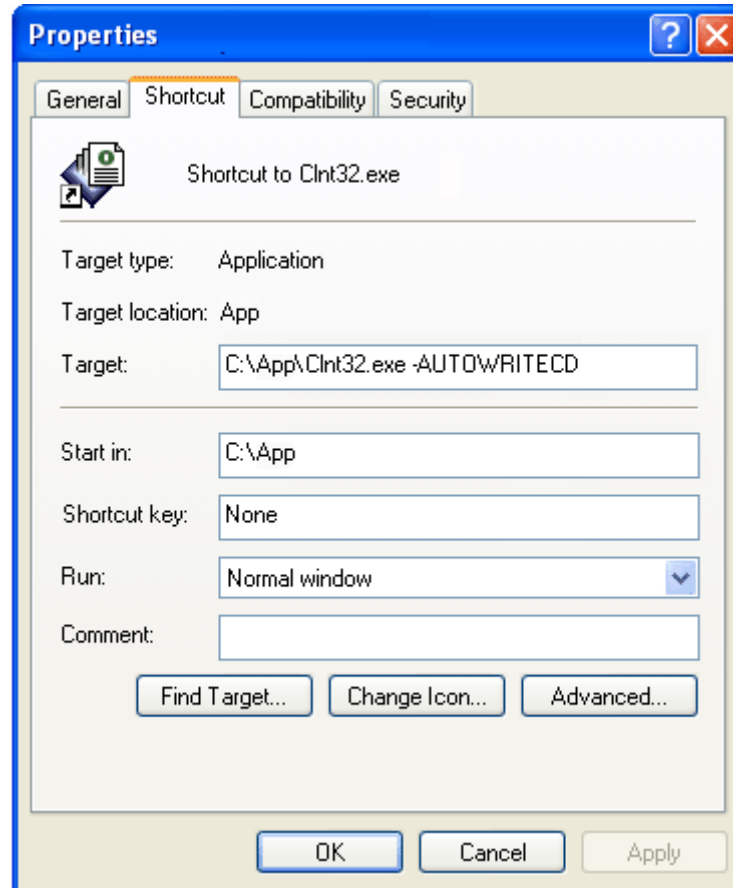 Properties
General Shortcut Compatibility Security
Shortcut to Clnt32.exe
Target type: Application
Target location: App
Target: C:\App\Clnt32.exe -AUTOWRITECD
Start in: C:\App
Shortcut key: None
Run: Normal window
Comment:
Find Target... Change Icon... Advanced...
OK Cancel Apply